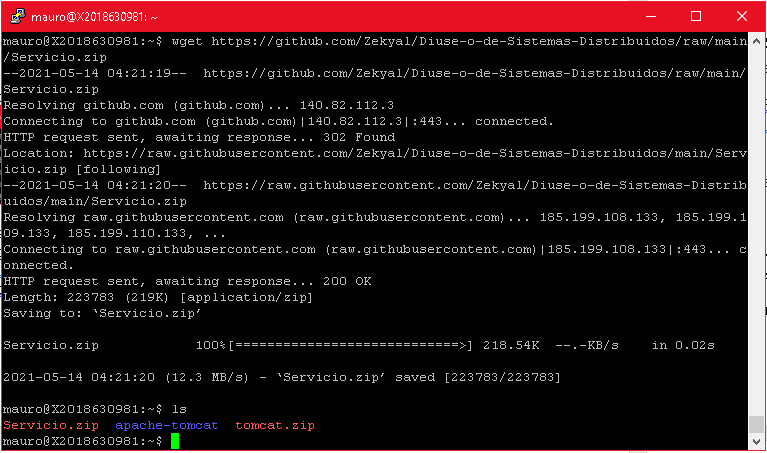 mauro@X2018630981: ~
mauro@X2018630981:~$ wget https://github.com/Zekyal/Diuse-o-de-Sistemas-Distribuidos/raw/main
/Servicio.zip
--2021-05-14 04:21:19--  https://github.com/Zekyal/Diuse-o-de-Sistemas-Distribuidos/raw/main/
Servicio.zip
Resolving github.com (github.com)... 140.82.112.3
Connecting to github.com (github.com)|140.82.112.3|:443... connected.
HTTP request sent, awaiting response... 302 Found
Location: https://raw.githubusercontent.com/Zekyal/Diuse-o-de-Sistemas-Distribuidos/main/Serv
icio.zip [following]
--2021-05-14 04:21:20--  https://raw.githubusercontent.com/Zekyal/Diuse-o-de-Sistemas-Distrib
uidos/main/Servicio.zip
Resolving raw.githubusercontent.com (raw.githubusercontent.com)... 185.199.108.133, 185.199.1
09.133, 185.199.110.133, ...
Connecting to raw.githubusercontent.com (raw.githubusercontent.com)|185.199.108.133|:443... c
onnected.
HTTP request sent, awaiting response... 200 OK
Length: 223783 (219K) [application/zip]
Saving to: ‘Servicio.zip’
Servicio.zip            100%[============================>] 218.54K  --.-KB/s    in 0.02s
2021-05-14 04:21:20 (12.3 MB/s) - ‘Servicio.zip’ saved [223783/223783]
mauro@X2018630981:~$ ls
Servicio.zip  apache-tomcat  tomcat.zip
mauro@X2018630981:~$